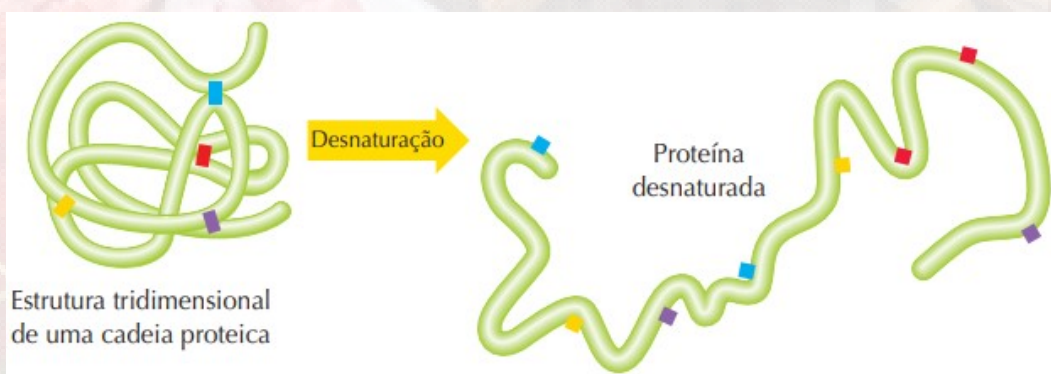 Desnaturação
Proteína
desnaturada
Estrutura tridimensional
de uma cadeia proteica